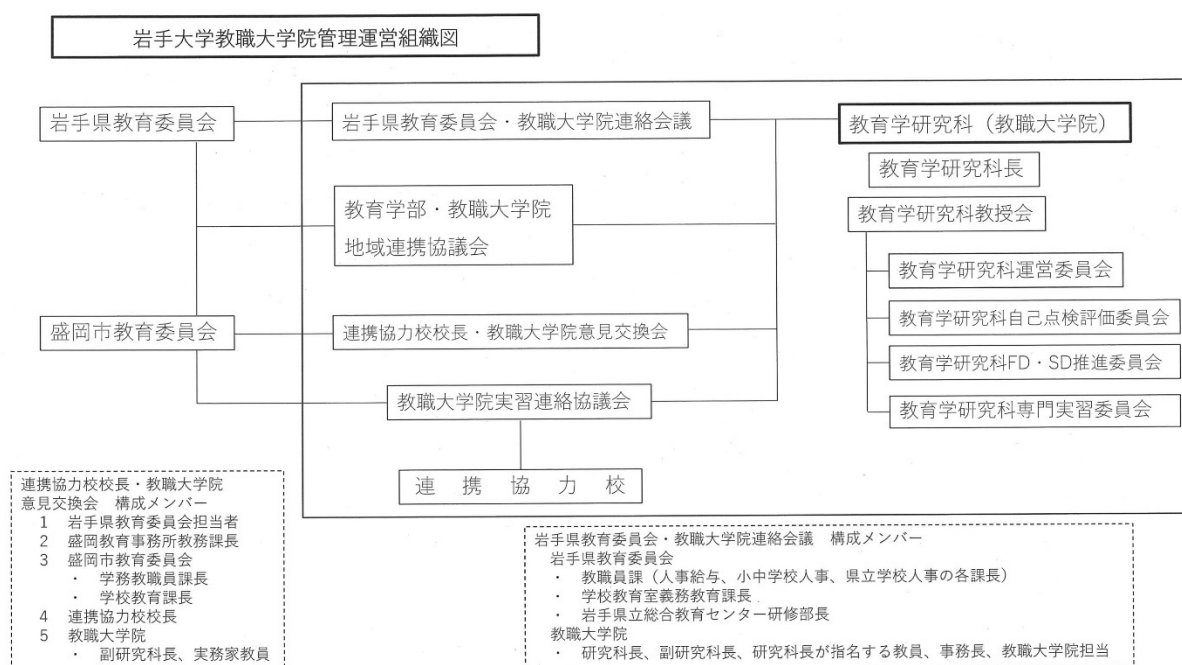 岩手大学教職大学院管理運営組織図
岩手県教育委員会
岩手県教育委員会・教職大学院連絡会議
教育学研究科（教職大学院）
教育学研究科長
教育学部・教職大学院
地域連携協議会
教育学研究科教授会
教育学研究科運営委員会
盛岡市教育委員会
連携協力校校長・教職大学院意見交換会
教育学研究科自己点検評価委員会
教育学研究科FD・SD推進委員会
教職大学院実習連絡協議会
教育学研究科専門実習委員会
連　携　協　力　校
連携協力校校長・教職大学院
意見交換会　構成メンバー
1　岩手県教育委員会担当者
2　盛岡教育事務所教務課長
3　盛岡市教育委員会
・　学務教職員課長
・　学校教育課長
4　連携協力校校長
5　教職大学院
・　副研究科長、実務家教員
岩手県教育委員会・教職大学院連絡会議　構成メンバー
岩手県教育委員会
・　教職員課（人事給与、小中学校人事、県立学校人事の各課長）
・　学校教育室義務教育課長
・　岩手県立総合教育センター研修部長
教職大学院
・　研究科長、副研究科長、研究科長が指名する教員、事務長、教職大学院担当